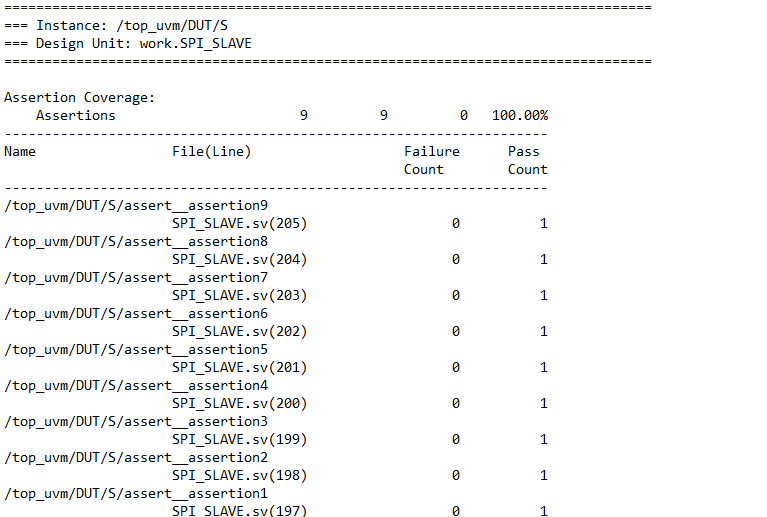 =================================================================================
=== Instance: /top_uvm/DUT/S
=== Design Unit: work.SPI_SLAVE
=================================================================================

Assertion Coverage:
    Assertions                       9         9         0   100.00%
--------------------------------------------------------------------
Name                 File(Line)                   Failure      Pass
                                                  Count        Count
--------------------------------------------------------------------
/top_uvm/DUT/S/assert__assertion9
                     SPI_SLAVE.sv(205)                  0          1
/top_uvm/DUT/S/assert__assertion8
                     SPI_SLAVE.sv(204)                  0          1
/top_uvm/DUT/S/assert__assertion7
                     SPI_SLAVE.sv(203)                  0          1
/top_uvm/DUT/S/assert__assertion6
                     SPI_SLAVE.sv(202)                  0          1
/top_uvm/DUT/S/assert__assertion5
                     SPI_SLAVE.sv(201)                  0          1
/top_uvm/DUT/S/assert__assertion4
                     SPI_SLAVE.sv(200)                  0          1
/top_uvm/DUT/S/assert__assertion3
                     SPI_SLAVE.sv(199)                  0          1
/top_uvm/DUT/S/assert__assertion2
                     SPI_SLAVE.sv(198)                  0          1
/top_uvm/DUT/S/assert__assertion1
                     SPI_SLAVE.sv(197)                  0          1